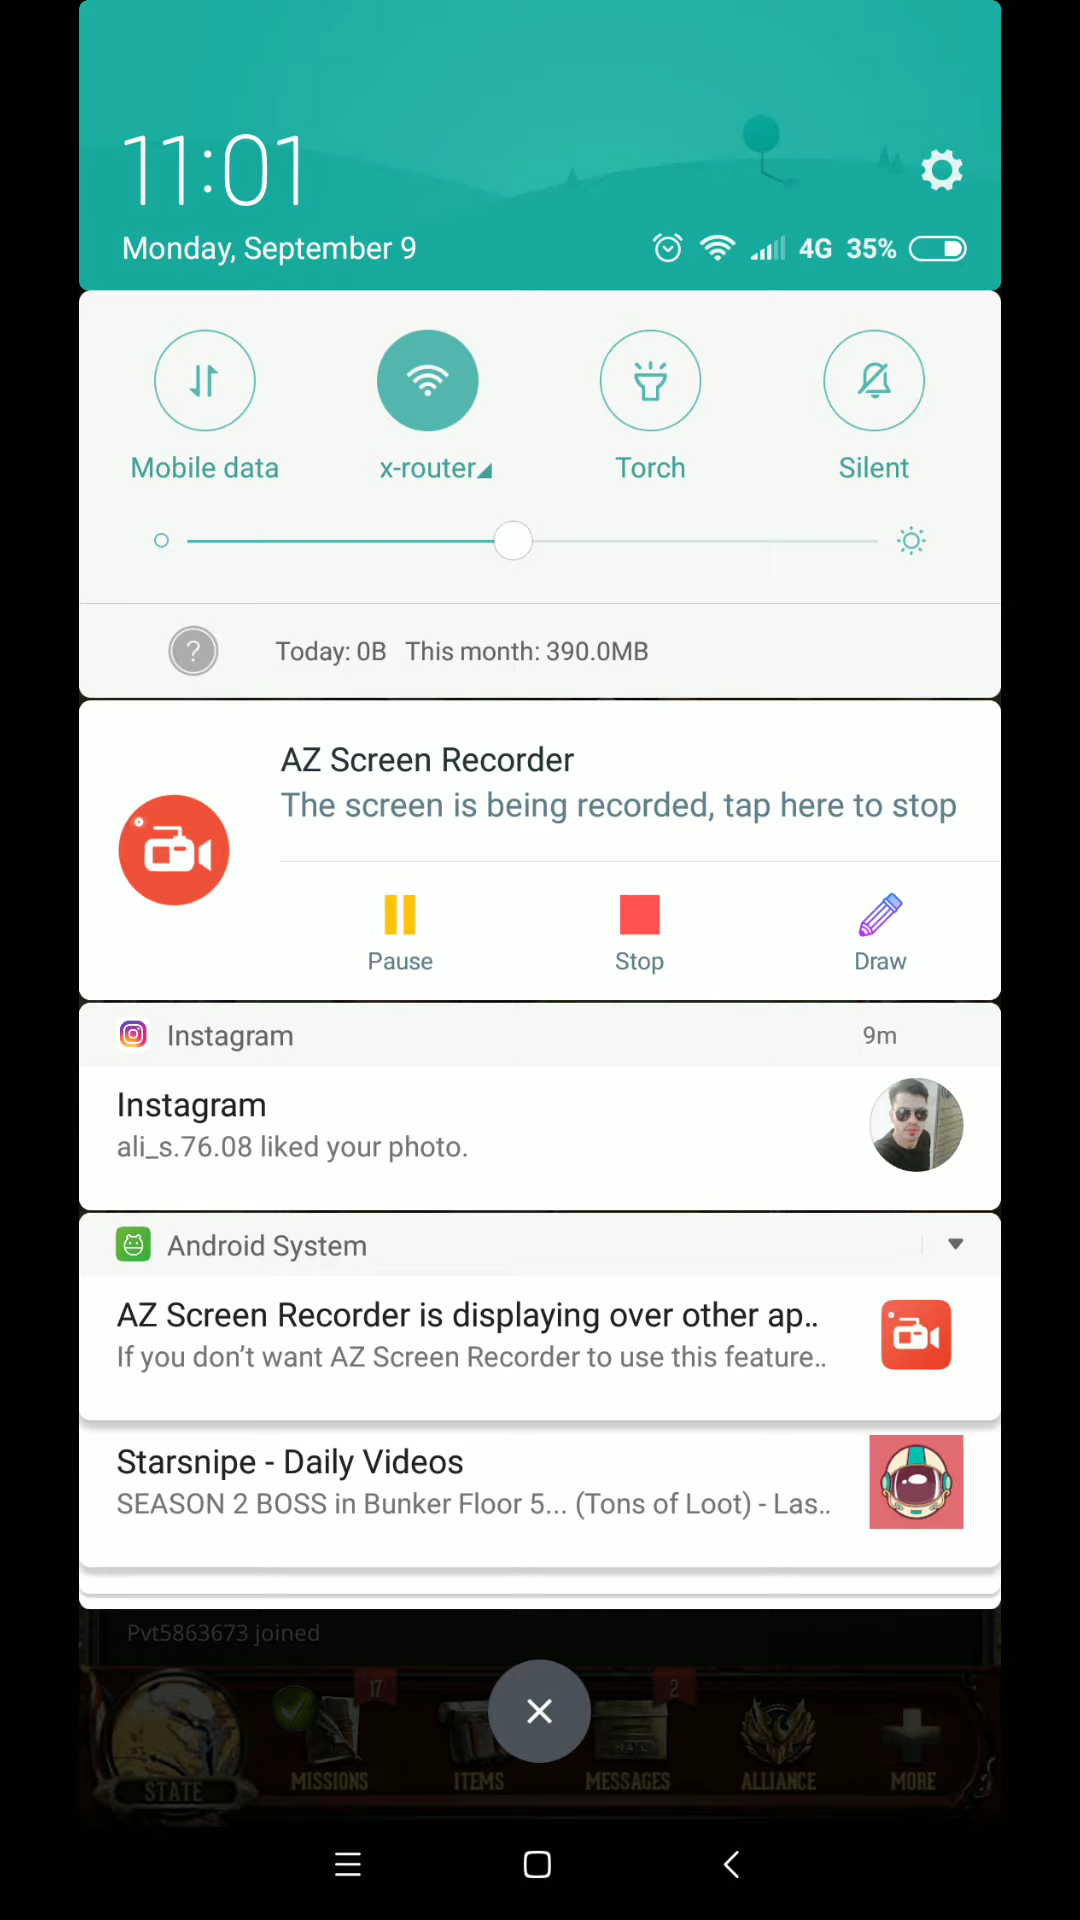 11:01
Monday, September 9
4G 35%
Mobile data
x-router
Torch
Silent
?
Today: 0B This month: 390.0MB
AZ Screen Recorder
The screen is being recorded, tap here to stop
Pause
Stop
Draw
Instagram
9m
Instagram
ali_s.76.08 liked your photo.
Android System
AZ Screen Recorder is displaying over other ap..
If you don’t want AZ Screen Recorder to use this feature..
Starsnipe - Daily Videos
SEASON 2 BOSS in Bunker Floor 5... (Tons of Loot) - Las..
Pvt5863673 joined
17
2
MAIL
STATE
MISSIONS
ITEMS
MESSAGES
ALLIANCE
MORE